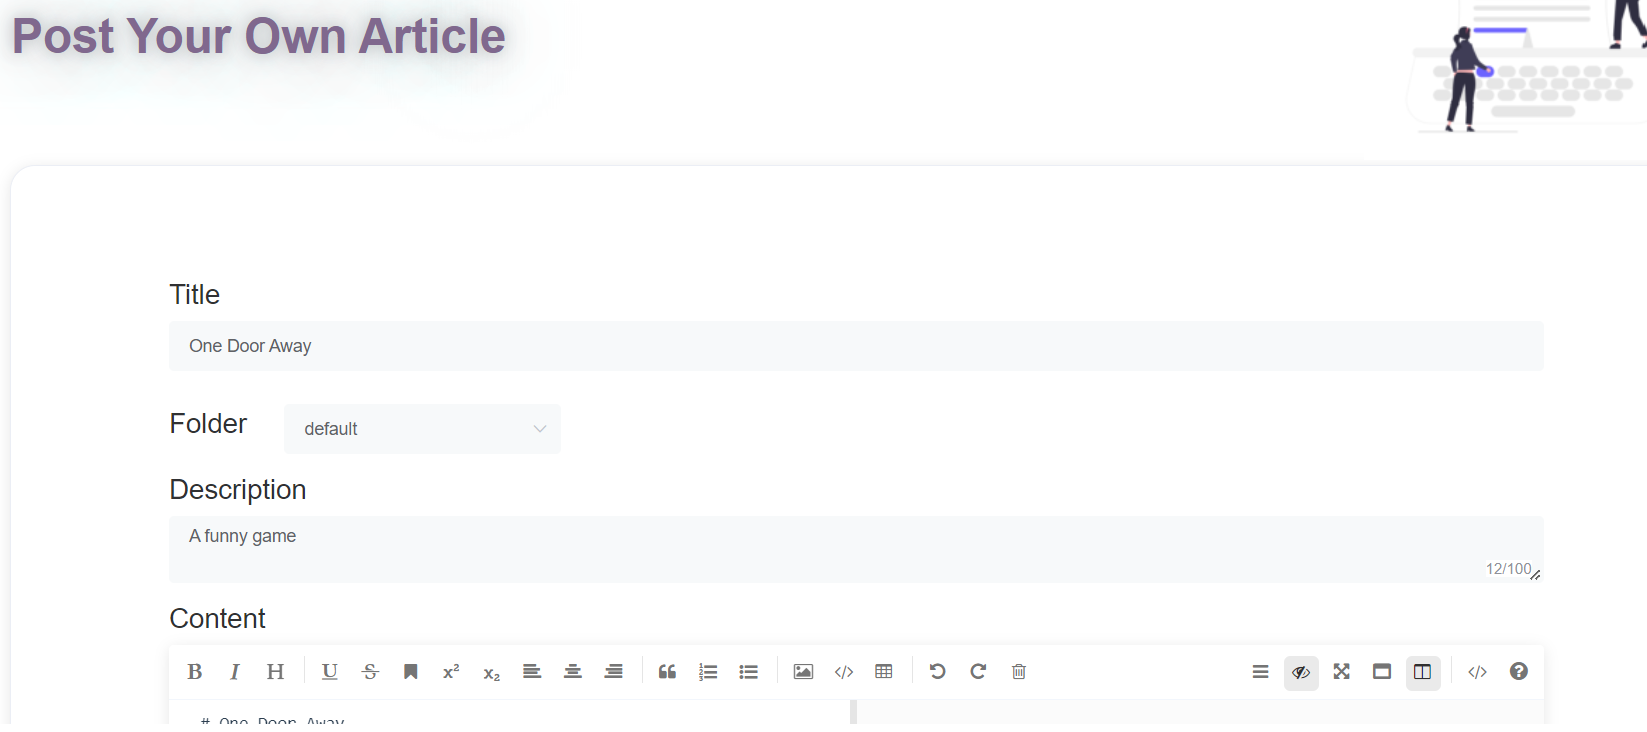 Post Your Own Article
Title
One Door Away
Folder
default
Description
A funny game
12/100
Content
B I H U S x² x₂
# One Door Away